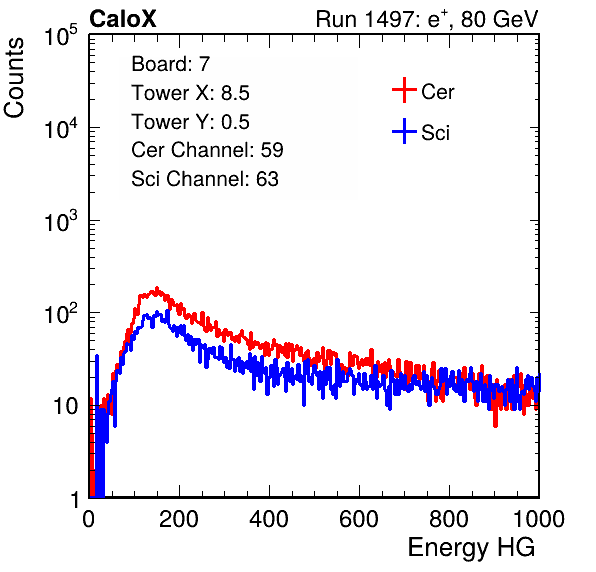 CaloX Run 1497: e⁺, 80 GeV
Counts
10⁵
10⁴
10³
10²
10
1
Board: 7
Tower X: 8.5
Tower Y: 0.5
Cer Channel: 59
Sci Channel: 63
Cer
Sci
0 200 400 600 800 1000
Energy HG